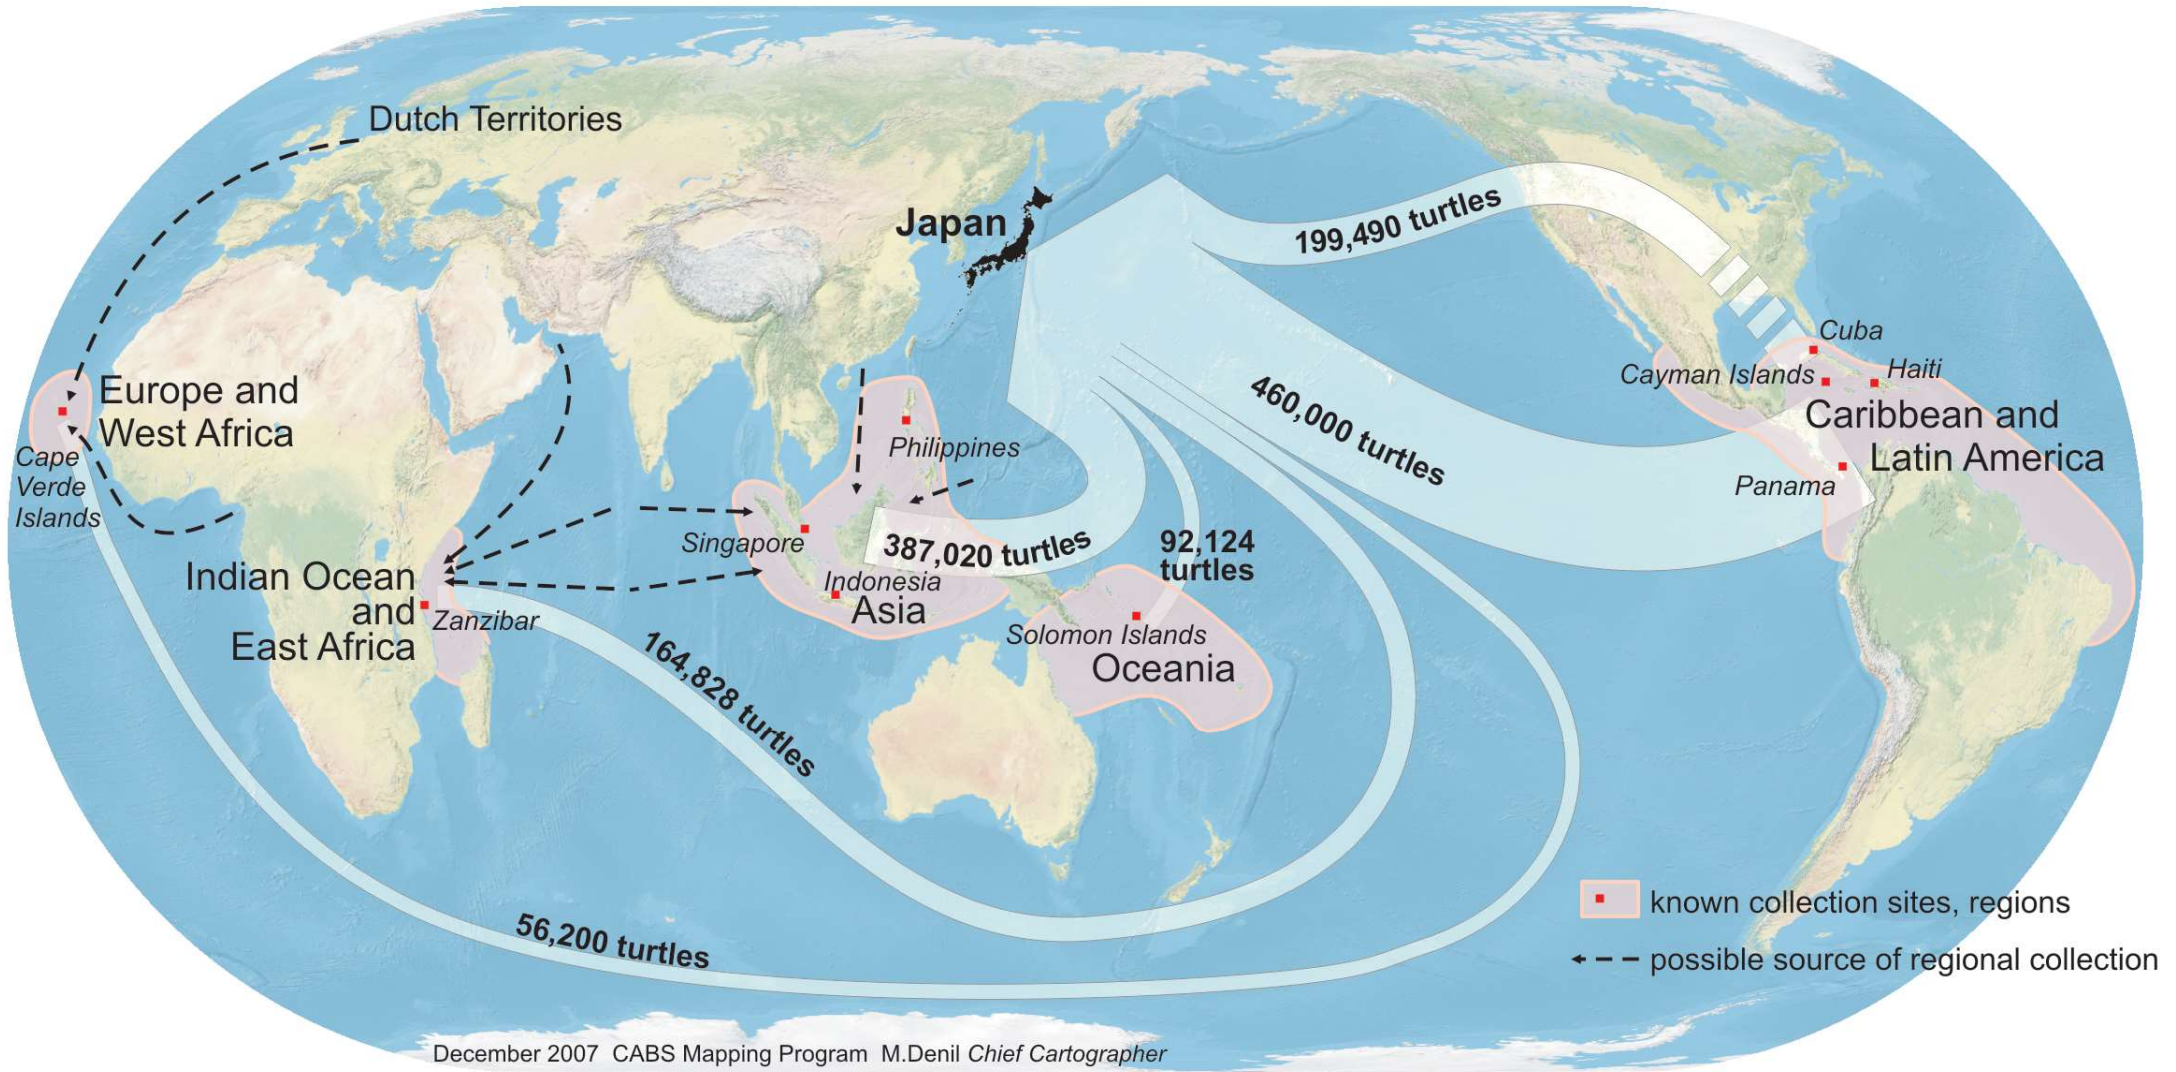 Dutch Territories
Japan
199,490 turtles
Cuba
Cayman Islands
Haiti
Europe and
West Africa
460,000 turtles
Caribbean and
Latin America
Cape
Verde
Islands
Philippines
Panama
Singapore
387,020 turtles
92,124
turtles
Indian Ocean
and
East Africa
Indonesia
Asia
Zanzibar
Solomon Islands
Oceania
164,828 turtles
56,200 turtles
known collection sites, regions
possible source of regional collection
December 2007 CABS Mapping Program M.Denil Chief Cartographer